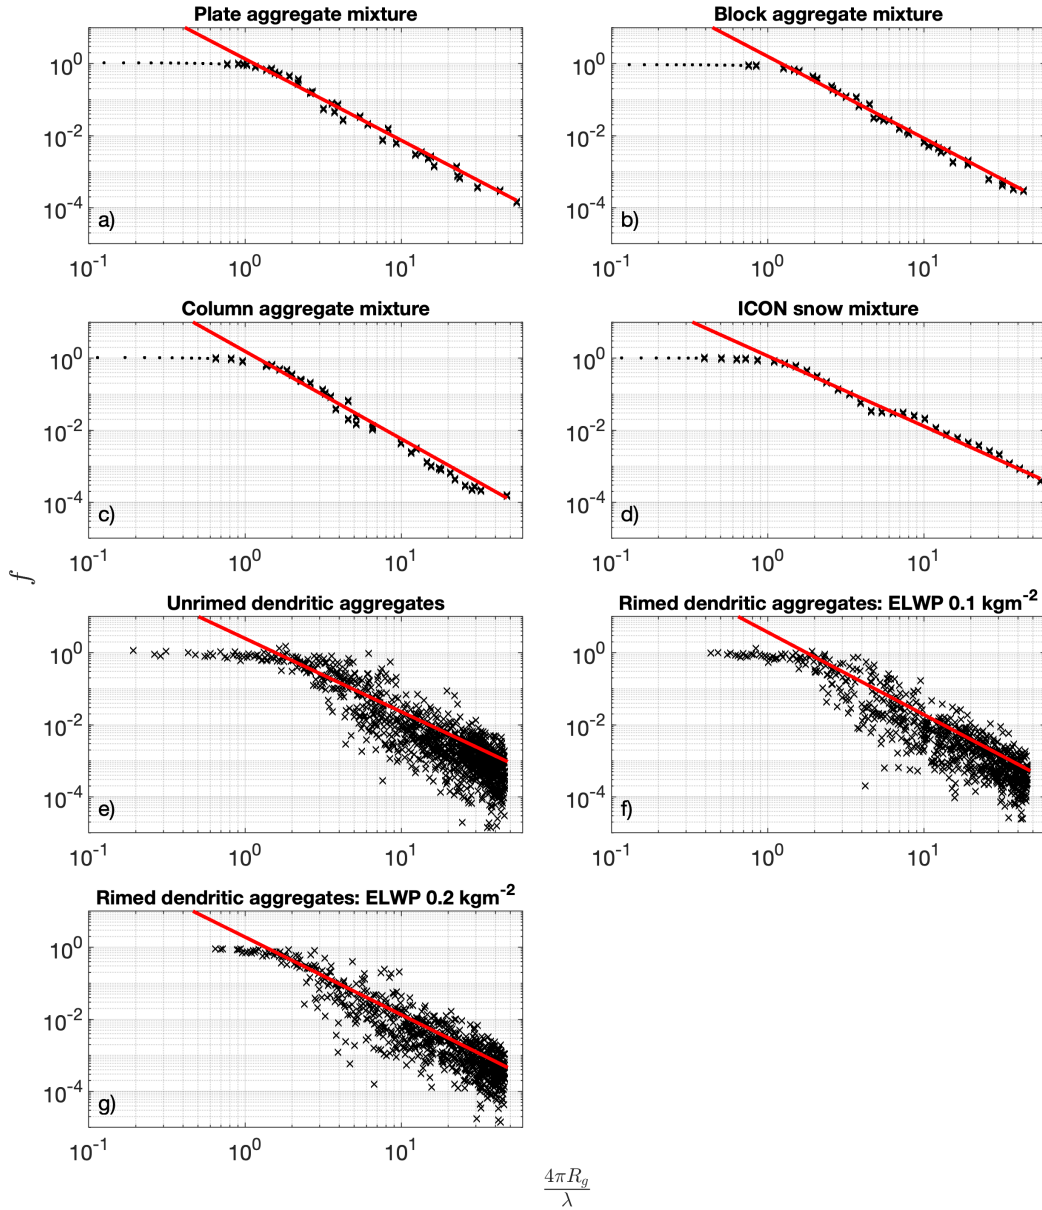 Plate aggregate mixture
10^0
10^-2
10^-4
a)
10^-1 10^0 10^1
Block aggregate mixture
10^0
10^-2
10^-4
b)
10^-1 10^0 10^1
Column aggregate mixture
10^0
10^-2
10^-4
c)
10^-1 10^0 10^1
ICON snow mixture
10^0
10^-2
10^-4
d)
10^-1 10^0 10^1
f
Unrimed dendritic aggregates
10^0
10^-2
10^-4
e)
10^-1 10^0 10^1
Rimed dendritic aggregates: ELWP 0.1 kgm^-2
10^0
10^-2
10^-4
f)
10^-1 10^0 10^1
Rimed dendritic aggregates: ELWP 0.2 kgm^-2
10^0
10^-2
10^-4
g)
10^-1 10^0 10^1
4πR_g
λ